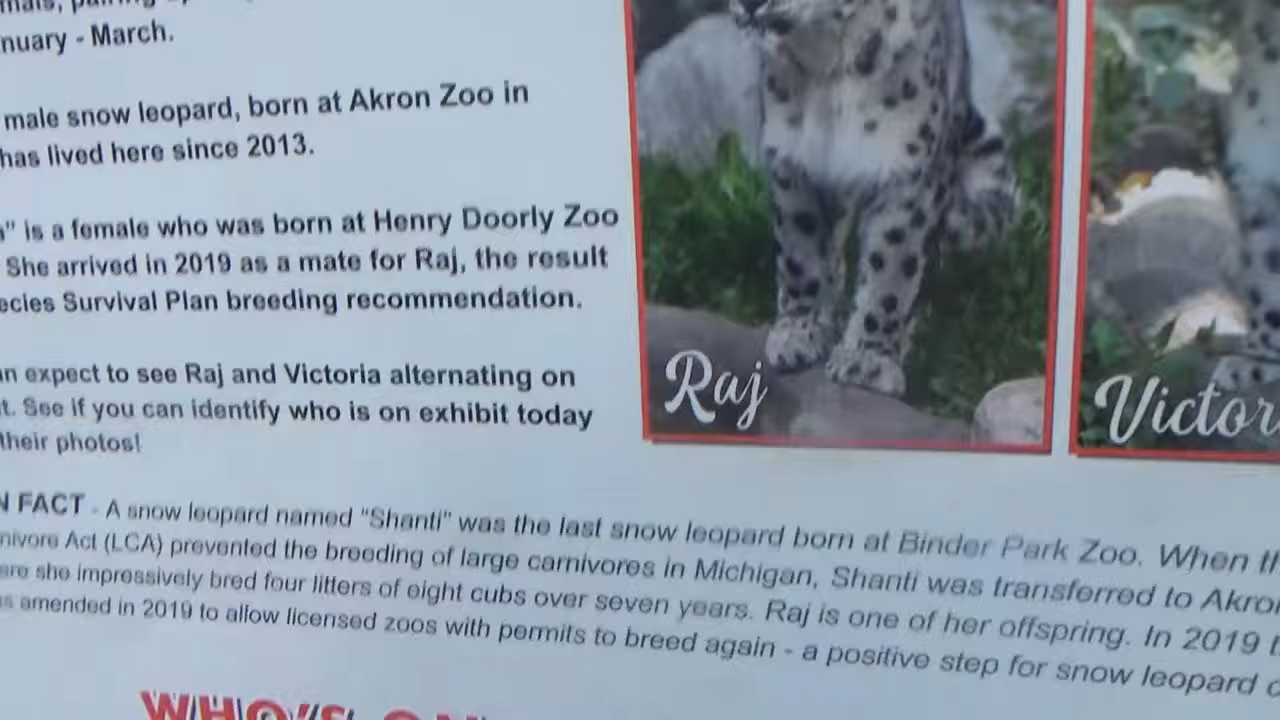 nuary - March.
male snow leopard, born at Akron Zoo in
has lived here since 2013.
" is a female who was born at Henry Doorly Zoo
She arrived in 2019 as a mate for Raj, the result
ecies Survival Plan breeding recommendation.
n expect to see Raj and Victoria alternating on
t. See if you can identify who is on exhibit today
their photos!
Raj
Victor
N FACT - A snow leopard named "Shanti" was the last snow leopard born at Binder Park Zoo. When th
nivore Act (LCA) prevented the breeding of large carnivores in Michigan, Shanti was transferred to Akron
are she impressively bred four litters of eight cubs over seven years. Raj is one of her offspring. In 2019 t
s amended in 2019 to allow licensed zoos with permits to breed again - a positive step for snow leopard c
WHO'S ON